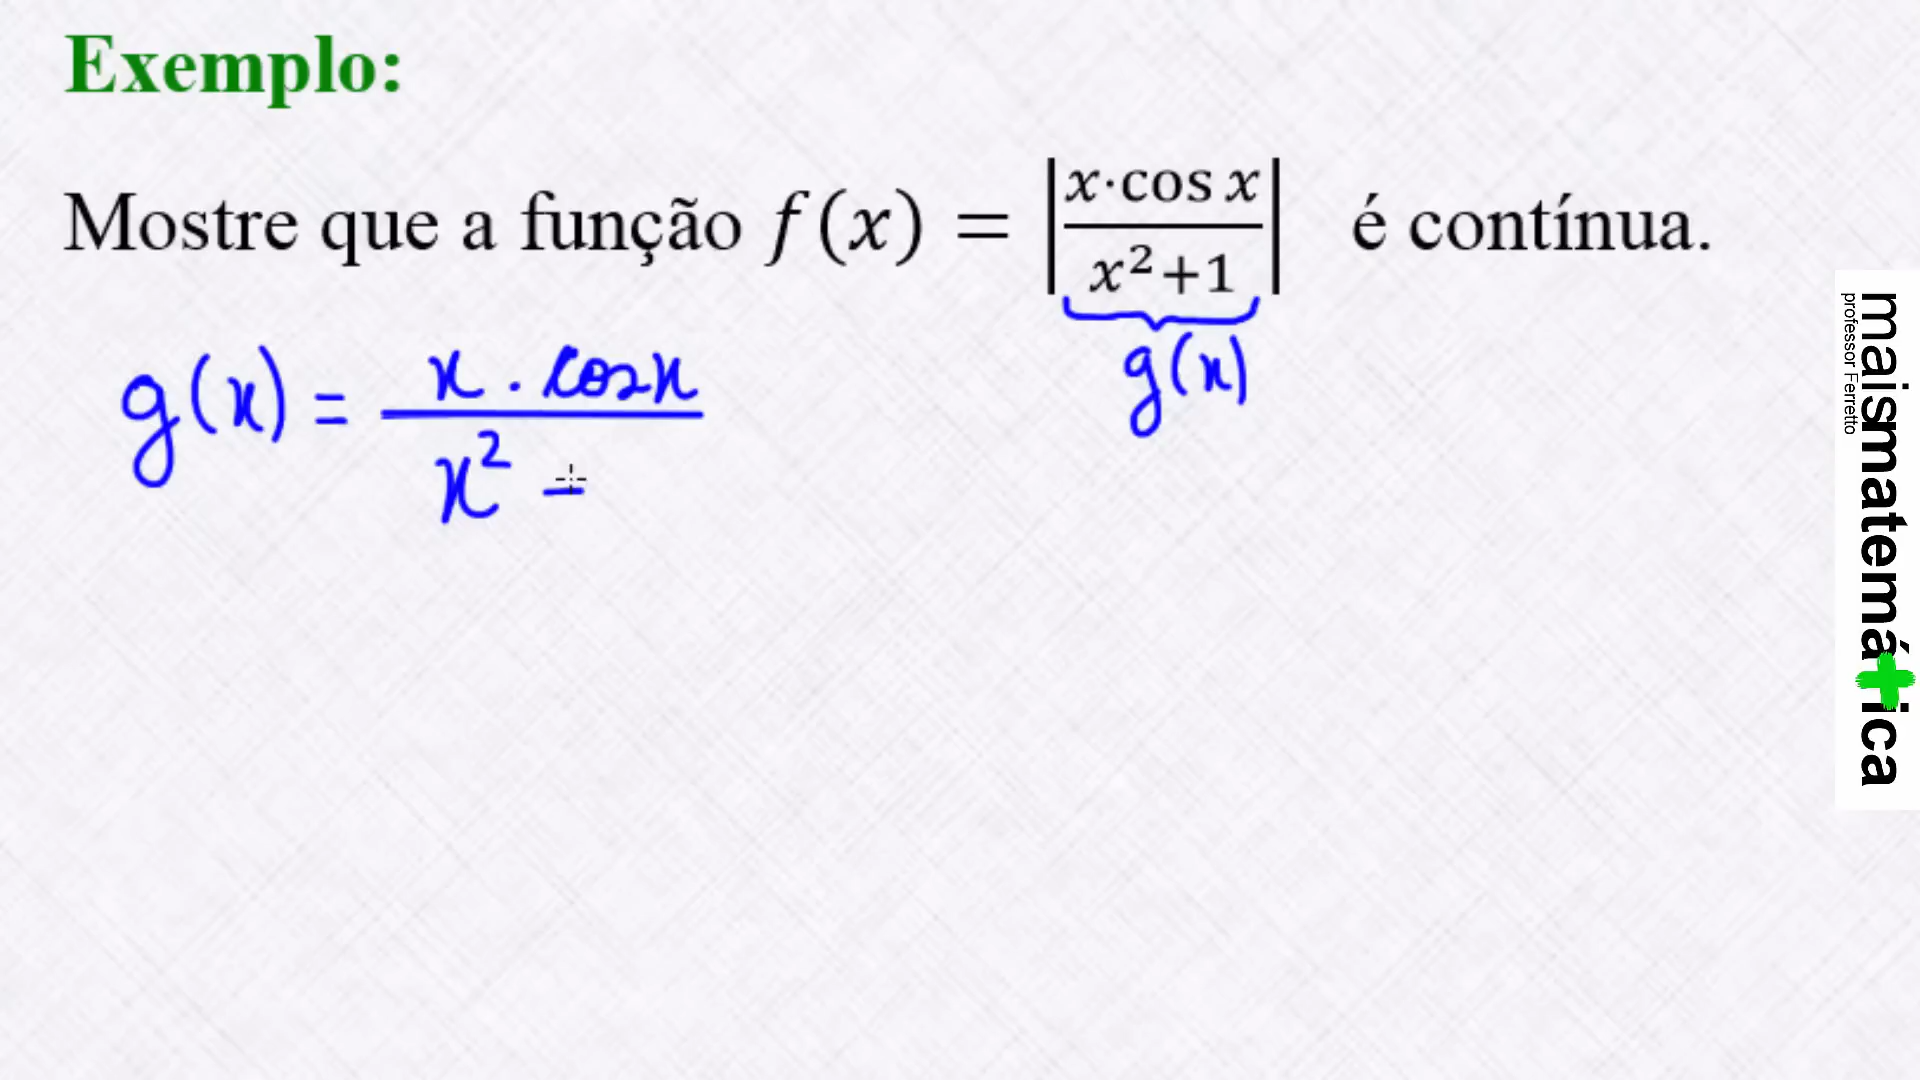 Exemplo:
Mostre que a função f(x) = |x·cos x / x²+1| é contínua.
g(x)
g(x) = x . cos x / x² −
maismatemática
professor Ferretto